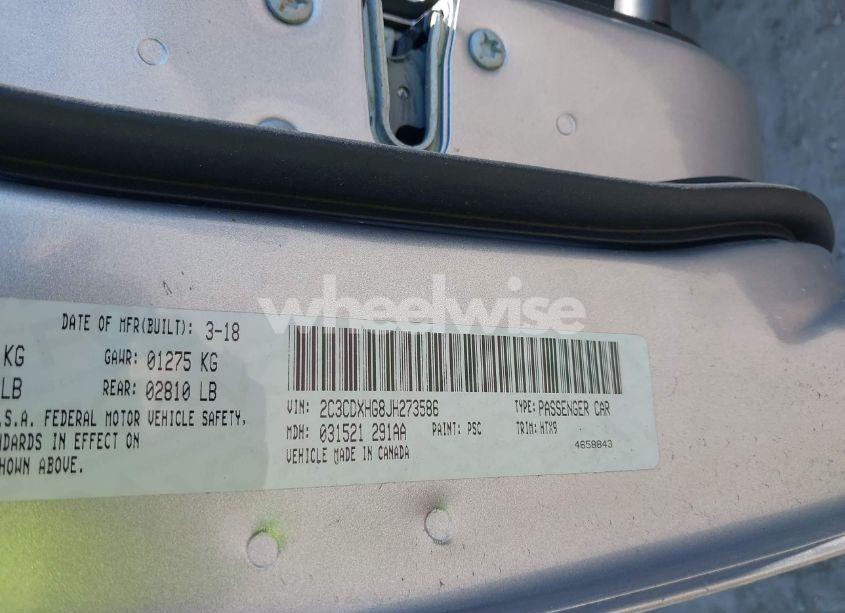 wheelwise
DATE OF MFR(BUILT): 3-18
KG GAWR: 01275 KG
LB REAR: 02810 LB
.S.A. FEDERAL MOTOR VEHICLE SAFETY,
NDARDS IN EFFECT ON
SHOWN ABOVE.
VIN: 2C3CDXHG8JH273586 TYPE: PASSENGER CAR
MDH: 031521 291AA PAINT: PSC TRIM: HTX9
VEHICLE MADE IN CANADA 4658843